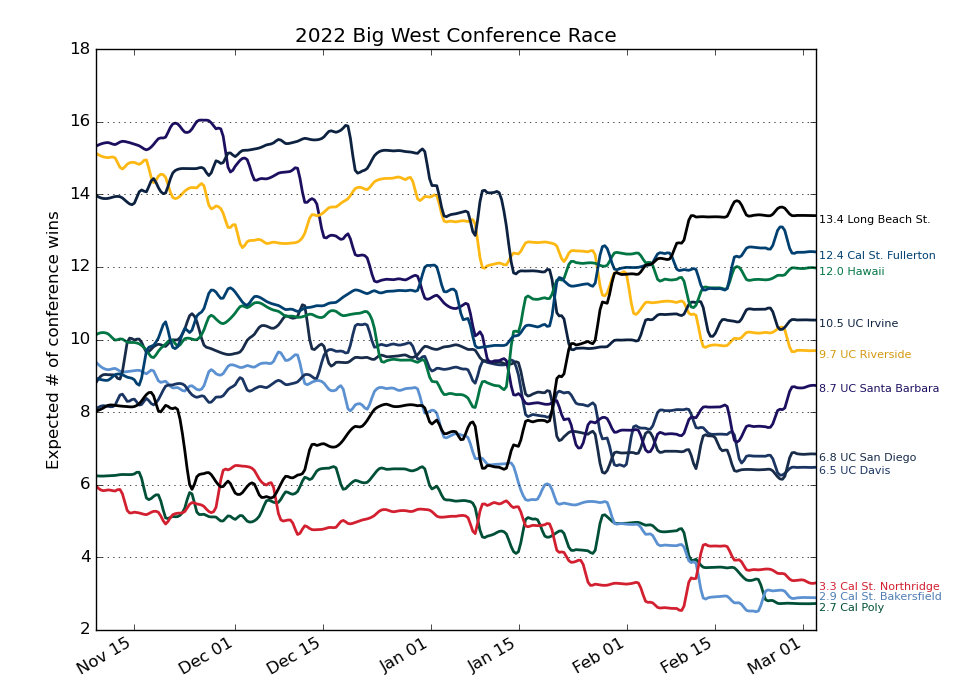 2022 Big West Conference Race
Expected # of conference wins
18
16
14
12
10
8
6
4
2
Nov 15
Dec 01
Dec 15
Jan 01
Jan 15
Feb 01
Feb 15
Mar 01
13.4 Long Beach St.
12.4 Cal St. Fullerton
12.0 Hawaii
10.5 UC Irvine
9.7 UC Riverside
8.7 UC Santa Barbara
6.8 UC San Diego
6.5 UC Davis
3.3 Cal St. Northridge
2.9 Cal St. Bakersfield
2.7 Cal Poly